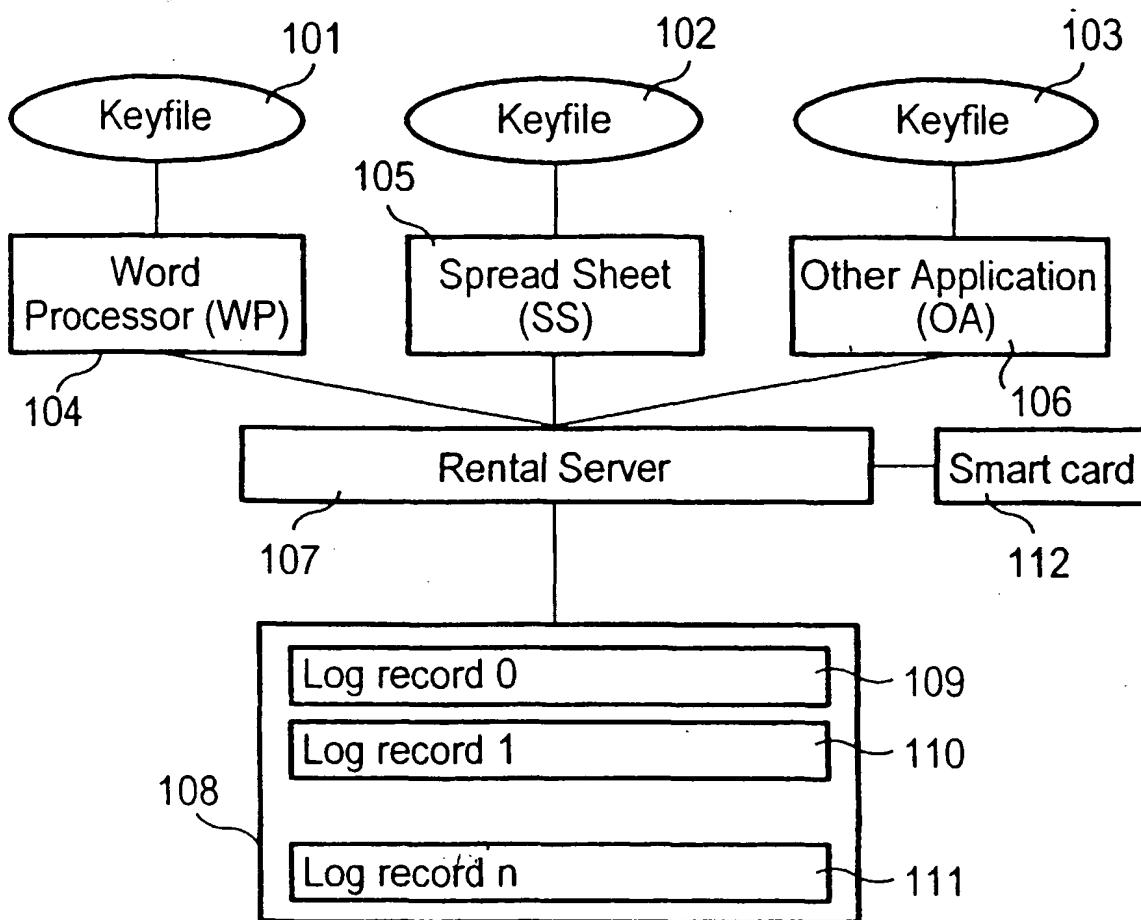 101
102
103
Keyfile
Keyfile
Keyfile
105
Word
Processor (WP)
Spread Sheet
(SS)
Other Application
(OA)
104
106
Rental Server
Smart card
107
112
Log record 0
109
Log record 1
110
108
Log record n
111